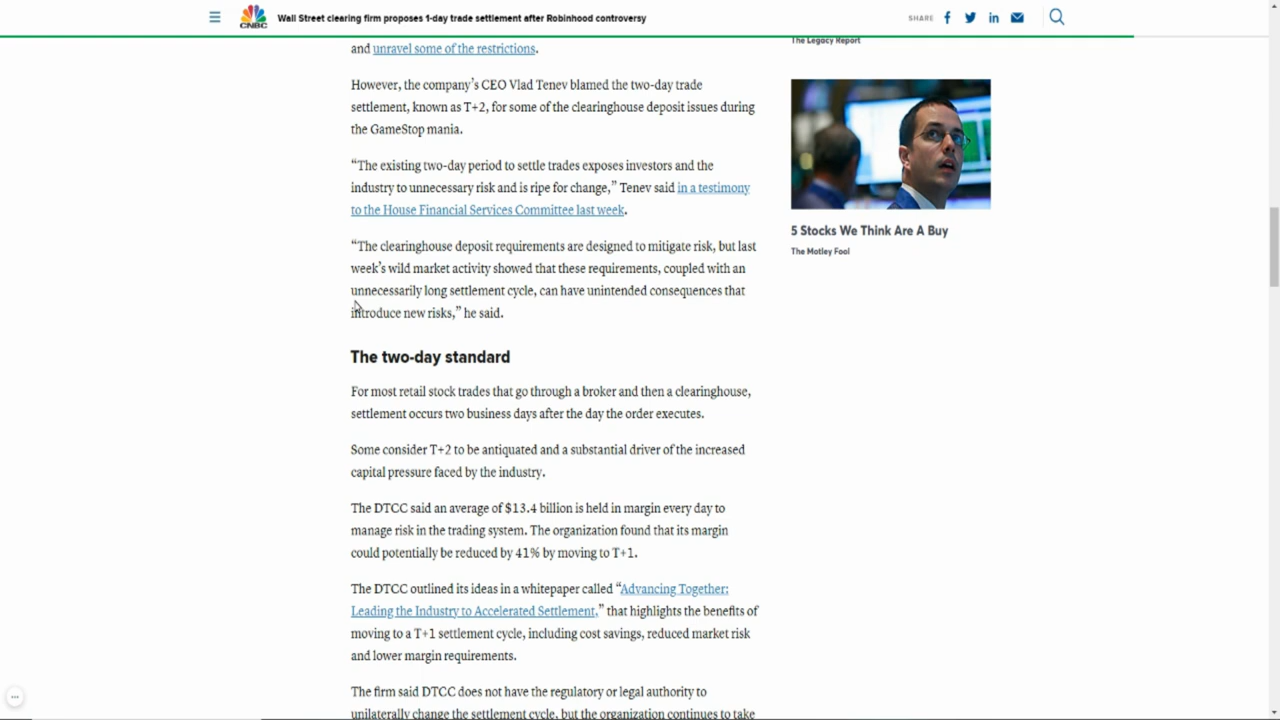 CNBC
Wall Street clearing firm proposes 1-day trade settlement after Robinhood controversy
SHARE
and unravel some of the restrictions.
However, the company's CEO Vlad Tenev blamed the two-day trade
settlement, known as T+2, for some of the clearinghouse deposit issues during
the GameStop mania.
“The existing two-day period to settle trades exposes investors and the
industry to unnecessary risk and is ripe for change,” Tenev said in a testimony
to the House Financial Services Committee last week.
“The clearinghouse deposit requirements are designed to mitigate risk, but last
week's wild market activity showed that these requirements, coupled with an
unnecessarily long settlement cycle, can have unintended consequences that
introduce new risks,” he said.
The two-day standard
For most retail stock trades that go through a broker and then a clearinghouse,
settlement occurs two business days after the day the order executes.
Some consider T+2 to be antiquated and a substantial driver of the increased
capital pressure faced by the industry.
The DTCC said an average of $13.4 billion is held in margin every day to
manage risk in the trading system. The organization found that its margin
could potentially be reduced by 41% by moving to T+1.
The DTCC outlined its ideas in a whitepaper called “Advancing Together:
Leading the Industry to Accelerated Settlement,” that highlights the benefits of
moving to a T+1 settlement cycle, including cost savings, reduced market risk
and lower margin requirements.
The firm said DTCC does not have the regulatory or legal authority to
unilaterally change the settlement cycle, but the organization continues to take
The Legacy Report
5 Stocks We Think Are A Buy
The Motley Fool